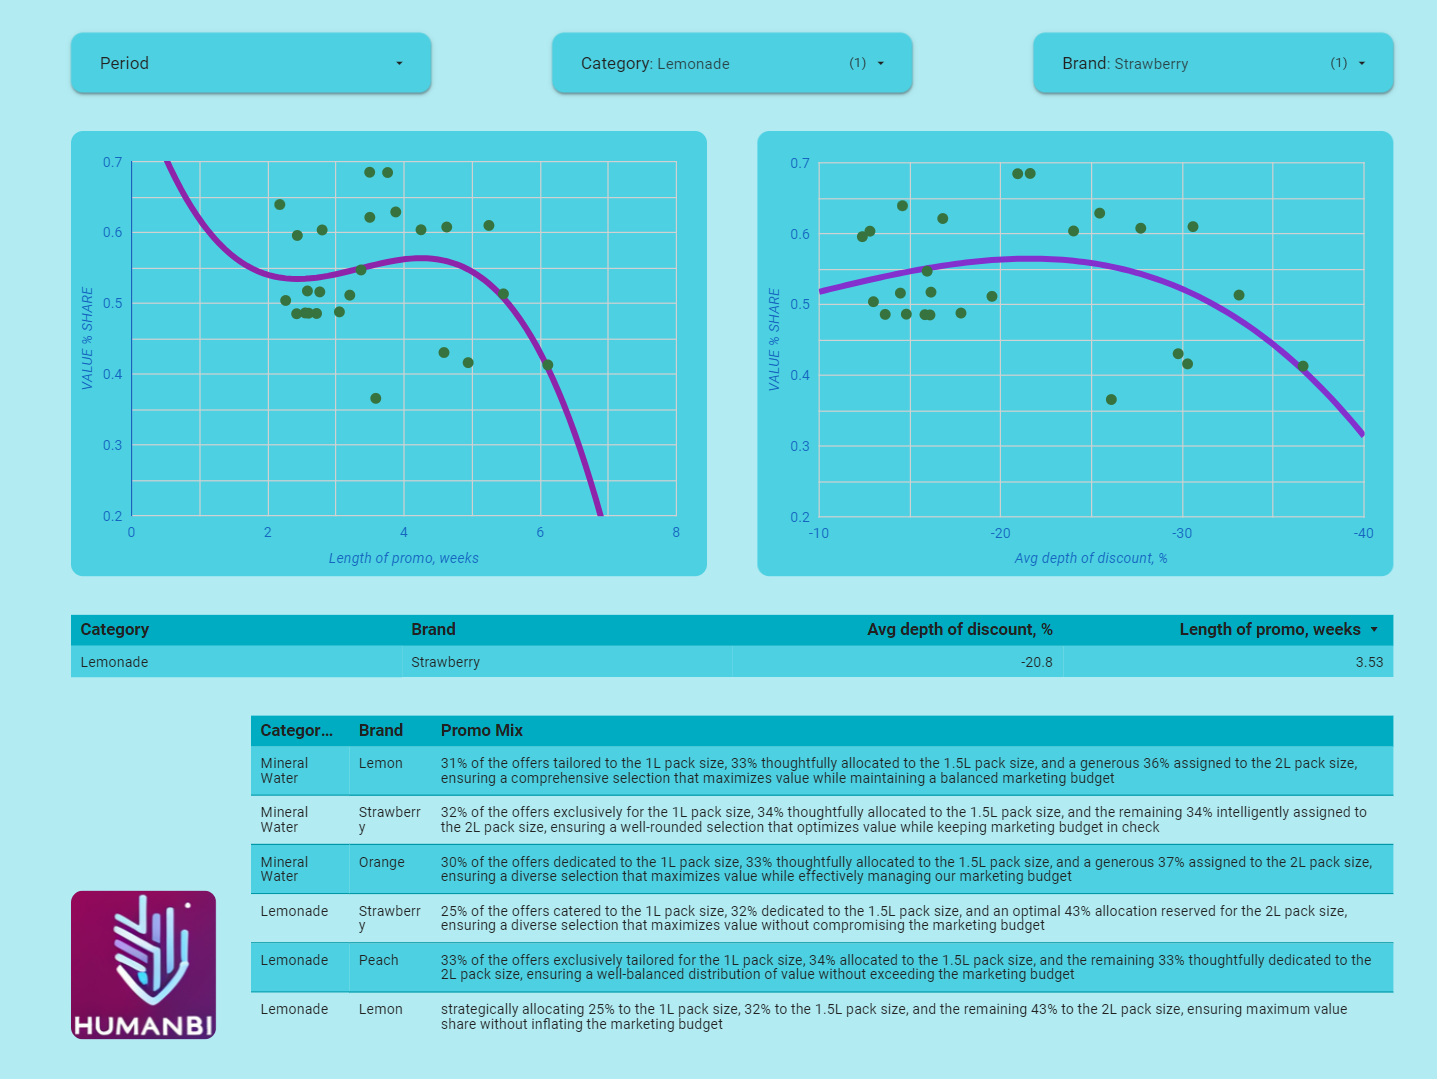 Period
Category: Lemonade (1)
Brand: Strawberry (1)
0.7
0.6
0.5
0.4
0.3
0.2
VALUE % SHARE
0 2 4 6 8
Length of promo, weeks
0.7
0.6
0.5
0.4
0.3
0.2
VALUE % SHARE
-10 -20 -30 -40
Avg depth of discount, %
Category Brand Avg depth of discount, % Length of promo, weeks
Lemonade Strawberry -20.8 3.53
Categor... Brand Promo Mix
Mineral Lemon 31% of the offers tailored to the 1L pack size, 33% thoughtfully allocated to the 1.5L pack size, and a generous 36% assigned to the 2L pack size,
Water ensuring a comprehensive selection that maximizes value while maintaining a balanced marketing budget
Mineral Strawberr 32% of the offers exclusively for the 1L pack size, 34% thoughtfully allocated to the 1.5L pack size, and the remaining 34% intelligently assigned to
Water y the 2L pack size, ensuring a well-rounded selection that optimizes value while keeping marketing budget in check
Mineral Orange 30% of the offers dedicated to the 1L pack size, 33% thoughtfully allocated to the 1.5L pack size, and a generous 37% assigned to the 2L pack size,
Water ensuring a diverse selection that maximizes value while effectively managing our marketing budget
Lemonade Strawberr 25% of the offers catered to the 1L pack size, 32% dedicated to the 1.5L pack size, and an optimal 43% allocation reserved for the 2L pack size,
y ensuring a diverse selection that maximizes value without compromising the marketing budget
Lemonade Peach 33% of the offers exclusively tailored for the 1L pack size, 34% allocated to the 1.5L pack size, and the remaining 33% thoughtfully dedicated to the
2L pack size, ensuring a well-balanced distribution of value without exceeding the marketing budget
Lemonade Lemon strategically allocating 25% to the 1L pack size, 32% to the 1.5L pack size, and the remaining 43% to the 2L pack size, ensuring maximum value
share without inflating the marketing budget
HUMANBI